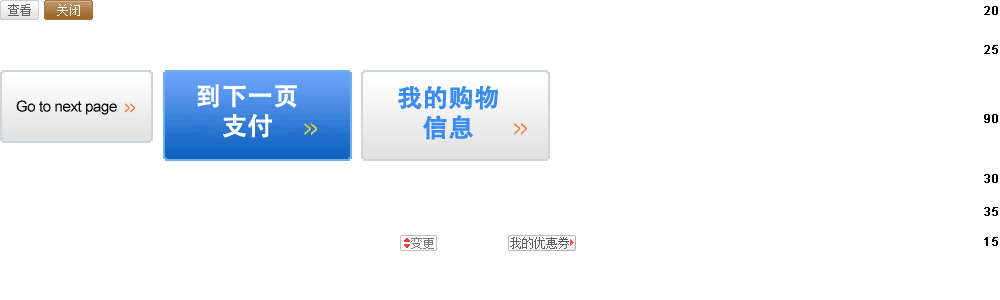 查看 关闭 20
25
Go to next page »
到下一页
支付 »
我的购物
信息 »
90
30
35
变更 我的优惠券 15